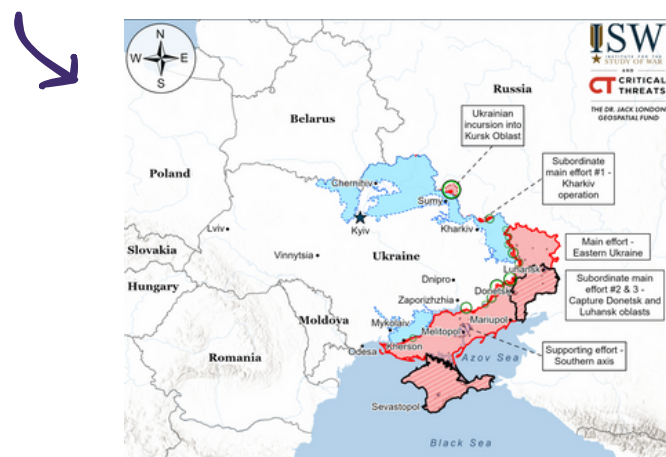 N
W
E
S
ISW
INSTITUTE FOR THE
STUDY OF WAR
AND
CT CRITICAL
THREATS
THE DR. JACK LONDON
GEOSPATIAL FUND
Russia
Ukrainian
incursion into
Kursk Oblast
Belarus
Poland
Subordinate
main effort #1 -
Kharkiv
operation
Chernihiv
Sumy
Lviv
Kyiv
Kharkiv
Slovakia
Vinnytsia
Ukraine
Main effort -
Eastern Ukraine
Hungary
Luhansk
Dnipro
Donetsk
Subordinate main
effort #2 & 3 -
Capture Donetsk and
Luhansk oblasts
Zaporizhzhia
Moldova
Mykolaiv
Mariupol
Melitopol
Romania
Odesa
Kherson
Azov Sea
Supporting effort -
Southern axis
Sevastopol
Black Sea